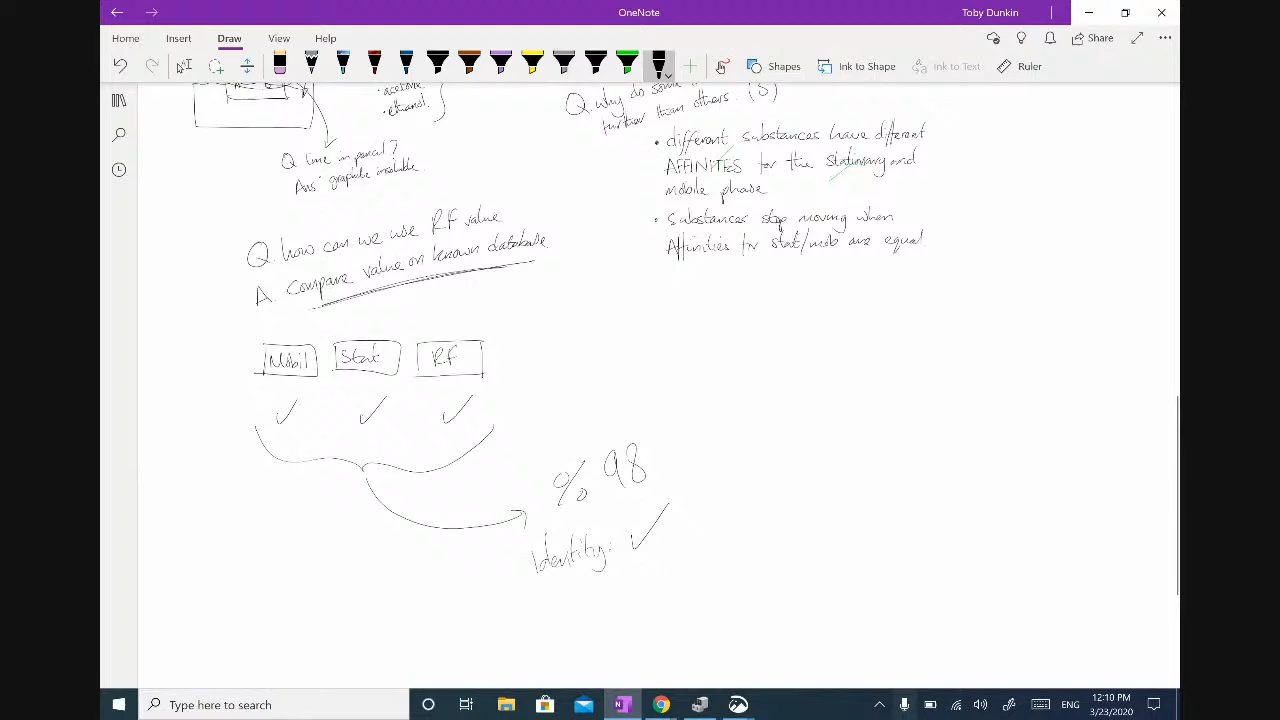 OneNote
Toby Dunkin
Home Insert Draw View Help
Share
Shapes Ink to Shape Ink to Text Ruler
• acetone
• ethanol.
Q line in pencil?
Ans' graphite insoluble
Q how can we use RF value
A compare value on known database
Mobil Stat RF
% 98
Identity:
Q. why do some
further than others. (S)
• different substances have different
AFFINITES for the stationary and
mobile phase
• substances stop moving when
Affinities for stat/mob are equal.
Type here to search
ENG
12:10 PM
3/23/2020